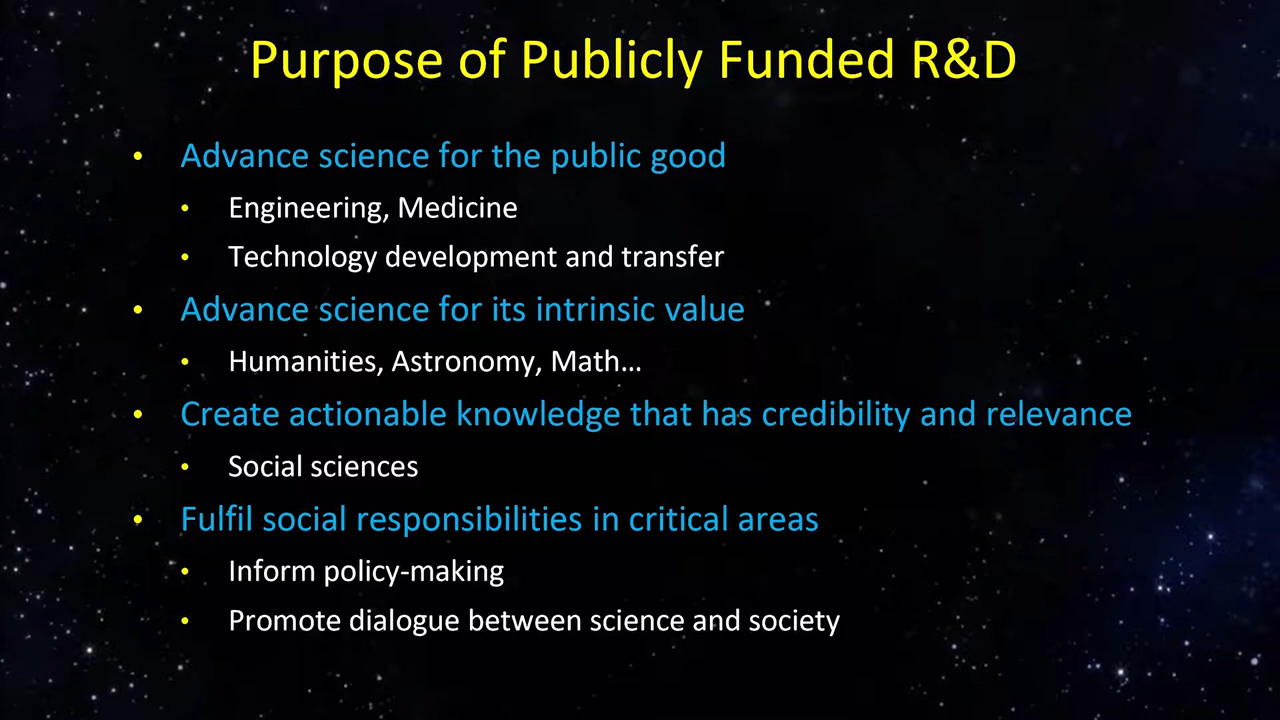 Purpose of Publicly Funded R&D
• Advance science for the public good
• Engineering, Medicine
• Technology development and transfer
• Advance science for its intrinsic value
• Humanities, Astronomy, Math…
• Create actionable knowledge that has credibility and relevance
• Social sciences
• Fulfil social responsibilities in critical areas
• Inform policy-making
• Promote dialogue between science and society